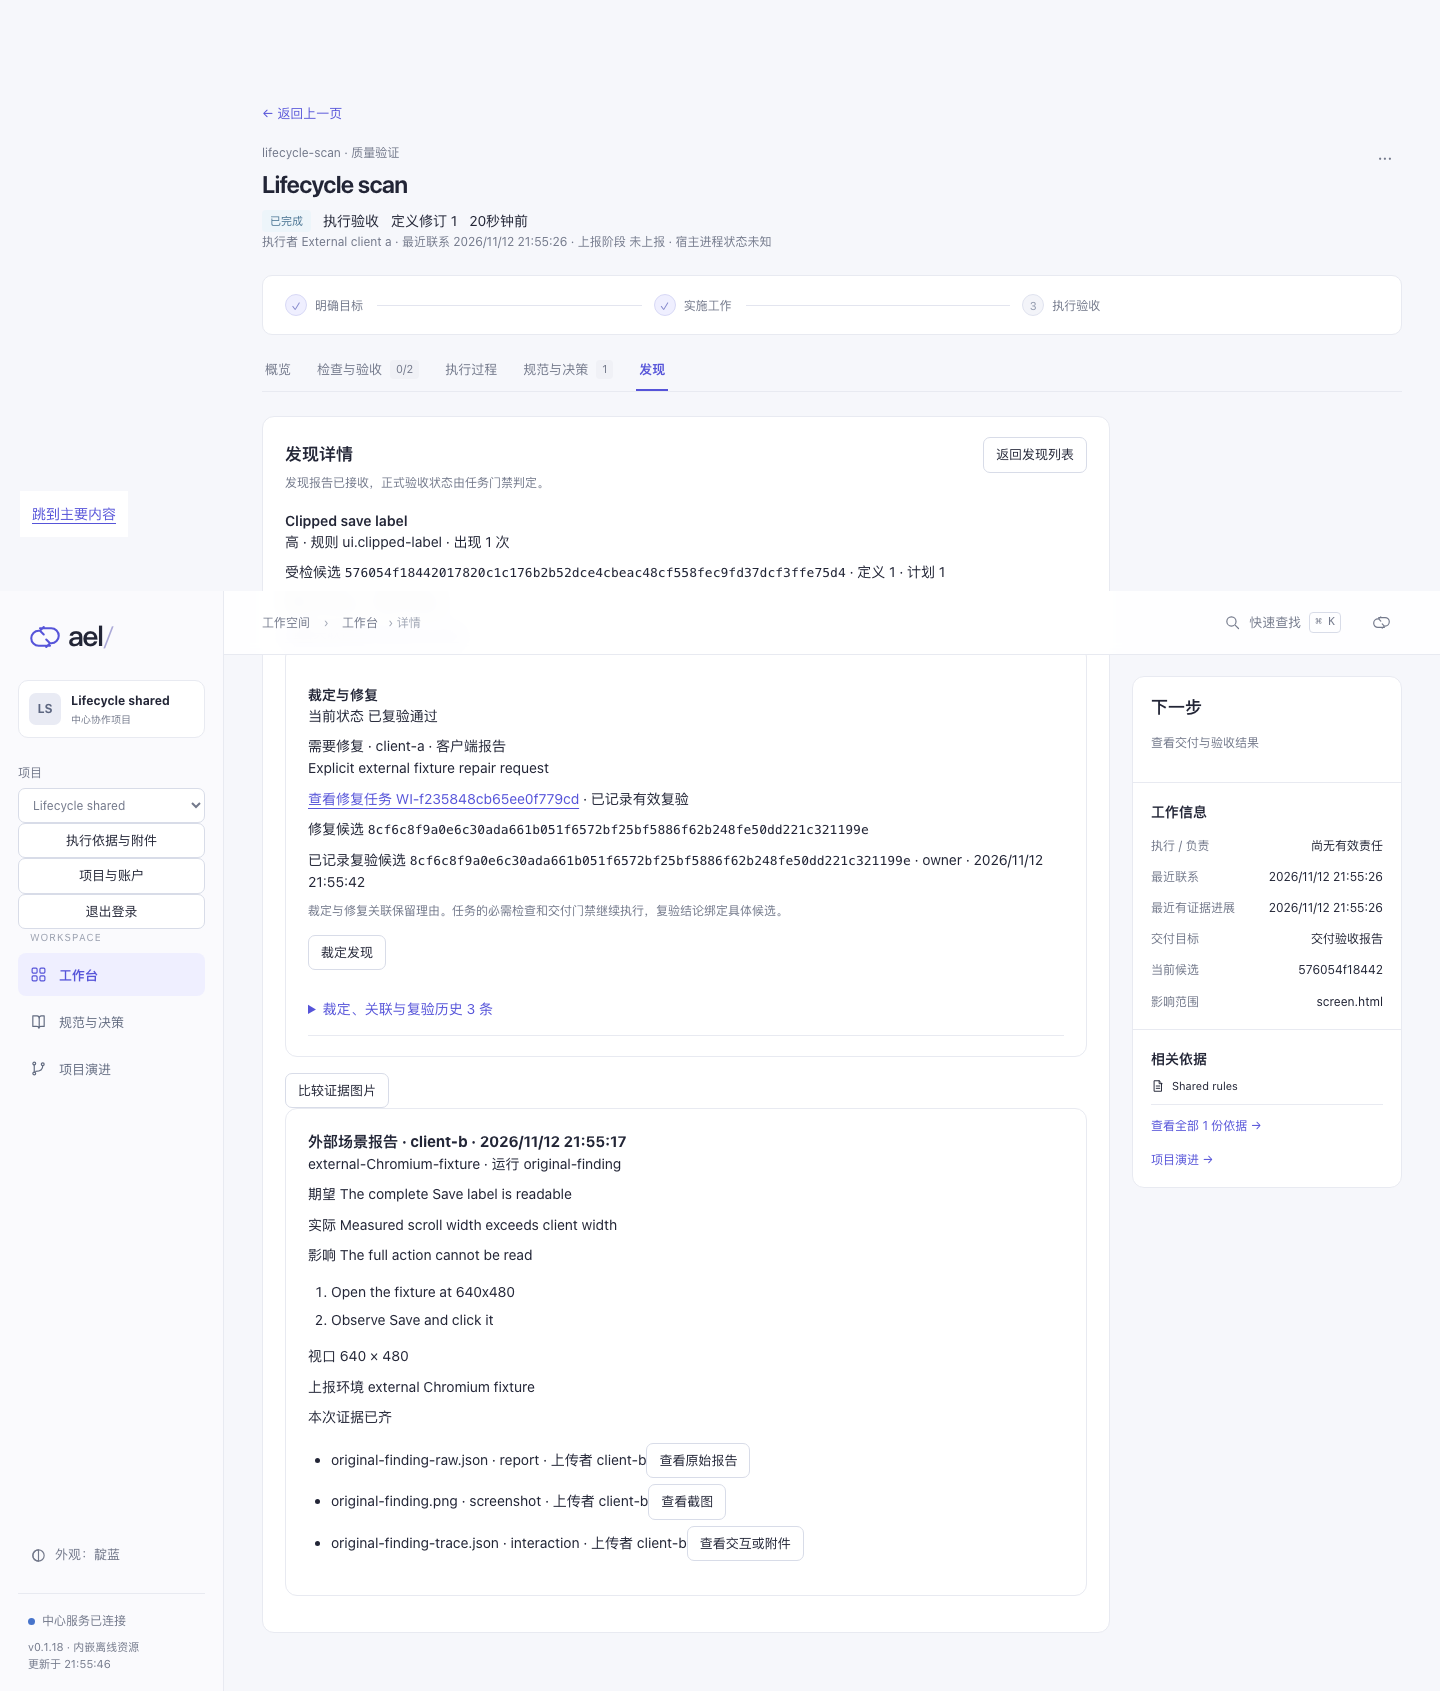 ← 返回上一页
lifecycle-scan · 质量验证
...
Lifecycle scan
已完成 执行验收 定义修订 1 20秒钟前
执行者 External client a · 最近联系 2026/11/12 21:55:26 · 上报阶段 未上报 · 宿主进程状态未知
明确目标
实施工作
3 执行验收
概览 检查与验收 0/2 执行过程 规范与决策 1 发现
发现详情
返回发现列表
发现报告已接收，正式验收状态由任务门禁判定。
Clipped save label
高 · 规则 ui.clipped-label · 出现 1 次
受检候选 576054f18442017820c1c176b2b52dce4cbeac48cf558fec9fd37dcf3ffe75d4 · 定义 1 · 计划 1
跳到主要内容
ael/
LS
Lifecycle shared
中心协作项目
项目
Lifecycle shared
执行依据与附件
项目与账户
退出登录
WORKSPACE
工作台
规范与决策
项目演进
外观：靛蓝
中心服务已连接
v0.1.18 · 内嵌离线资源
更新于 21:55:46
工作空间 › 工作台 › 详情
快速查找 ⌘ K
裁定与修复
当前状态 已复验通过
需要修复 · client-a · 客户端报告
Explicit external fixture repair request
查看修复任务 WI-f235848cb65ee0f779cd · 已记录有效复验
修复候选 8cf6c8f9a0e6c30ada661b051f6572bf25bf5886f62b248fe50dd221c321199e
已记录复验候选 8cf6c8f9a0e6c30ada661b051f6572bf25bf5886f62b248fe50dd221c321199e · owner · 2026/11/12
21:55:42
裁定与修复关联保留理由。任务的必需检查和交付门禁继续执行，复验结论绑定具体候选。
裁定发现
▶ 裁定、关联与复验历史 3 条
比较证据图片
外部场景报告 · client-b · 2026/11/12 21:55:17
external-Chromium-fixture · 运行 original-finding
期望 The complete Save label is readable
实际 Measured scroll width exceeds client width
影响 The full action cannot be read
1. Open the fixture at 640x480
2. Observe Save and click it
视口 640 × 480
上报环境 external Chromium fixture
本次证据已齐
• original-finding-raw.json · report · 上传者 client-b 查看原始报告
• original-finding.png · screenshot · 上传者 client-b 查看截图
• original-finding-trace.json · interaction · 上传者 client-b 查看交互或附件
下一步
查看交付与验收结果
工作信息
执行 / 负责 尚无有效责任
最近联系 2026/11/12 21:55:26
最近有证据进展 2026/11/12 21:55:26
交付目标 交付验收报告
当前候选 576054f18442
影响范围 screen.html
相关依据
Shared rules
查看全部 1 份依据 →
项目演进 →